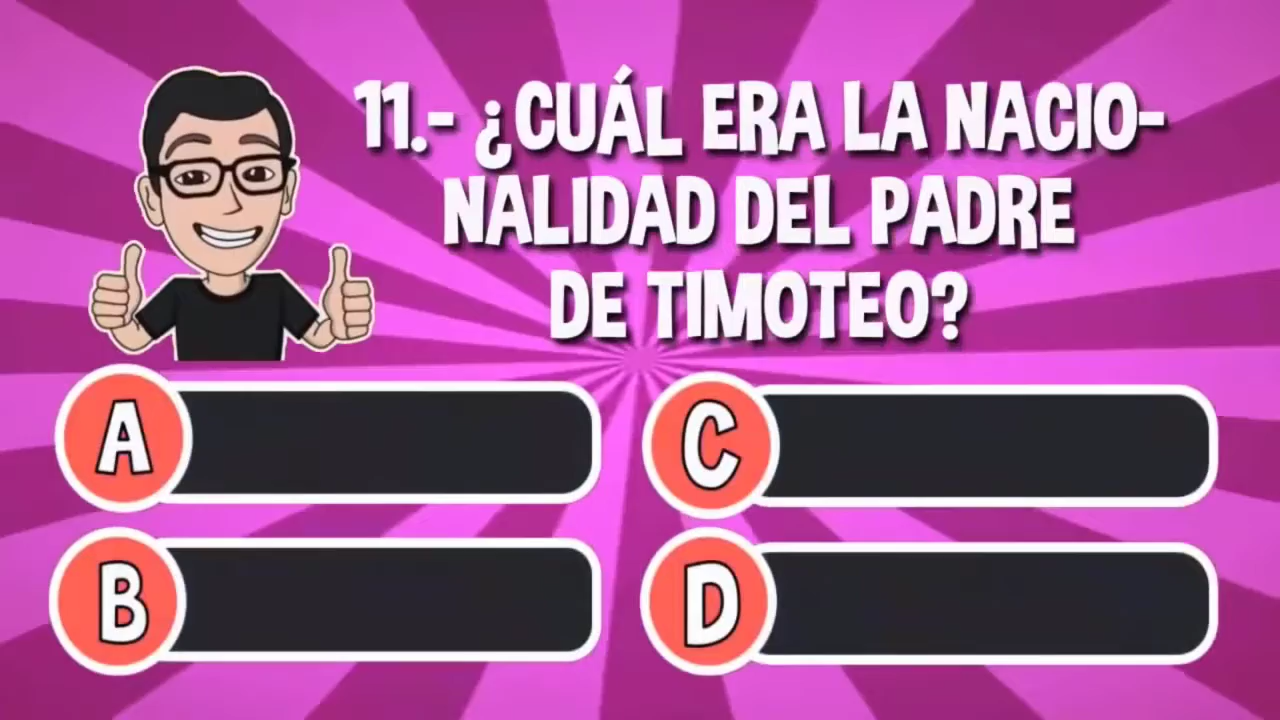 11.- ¿CUÁL ERA LA NACIO-
NALIDAD DEL PADRE
DE TIMOTEO?
A
C
B
D